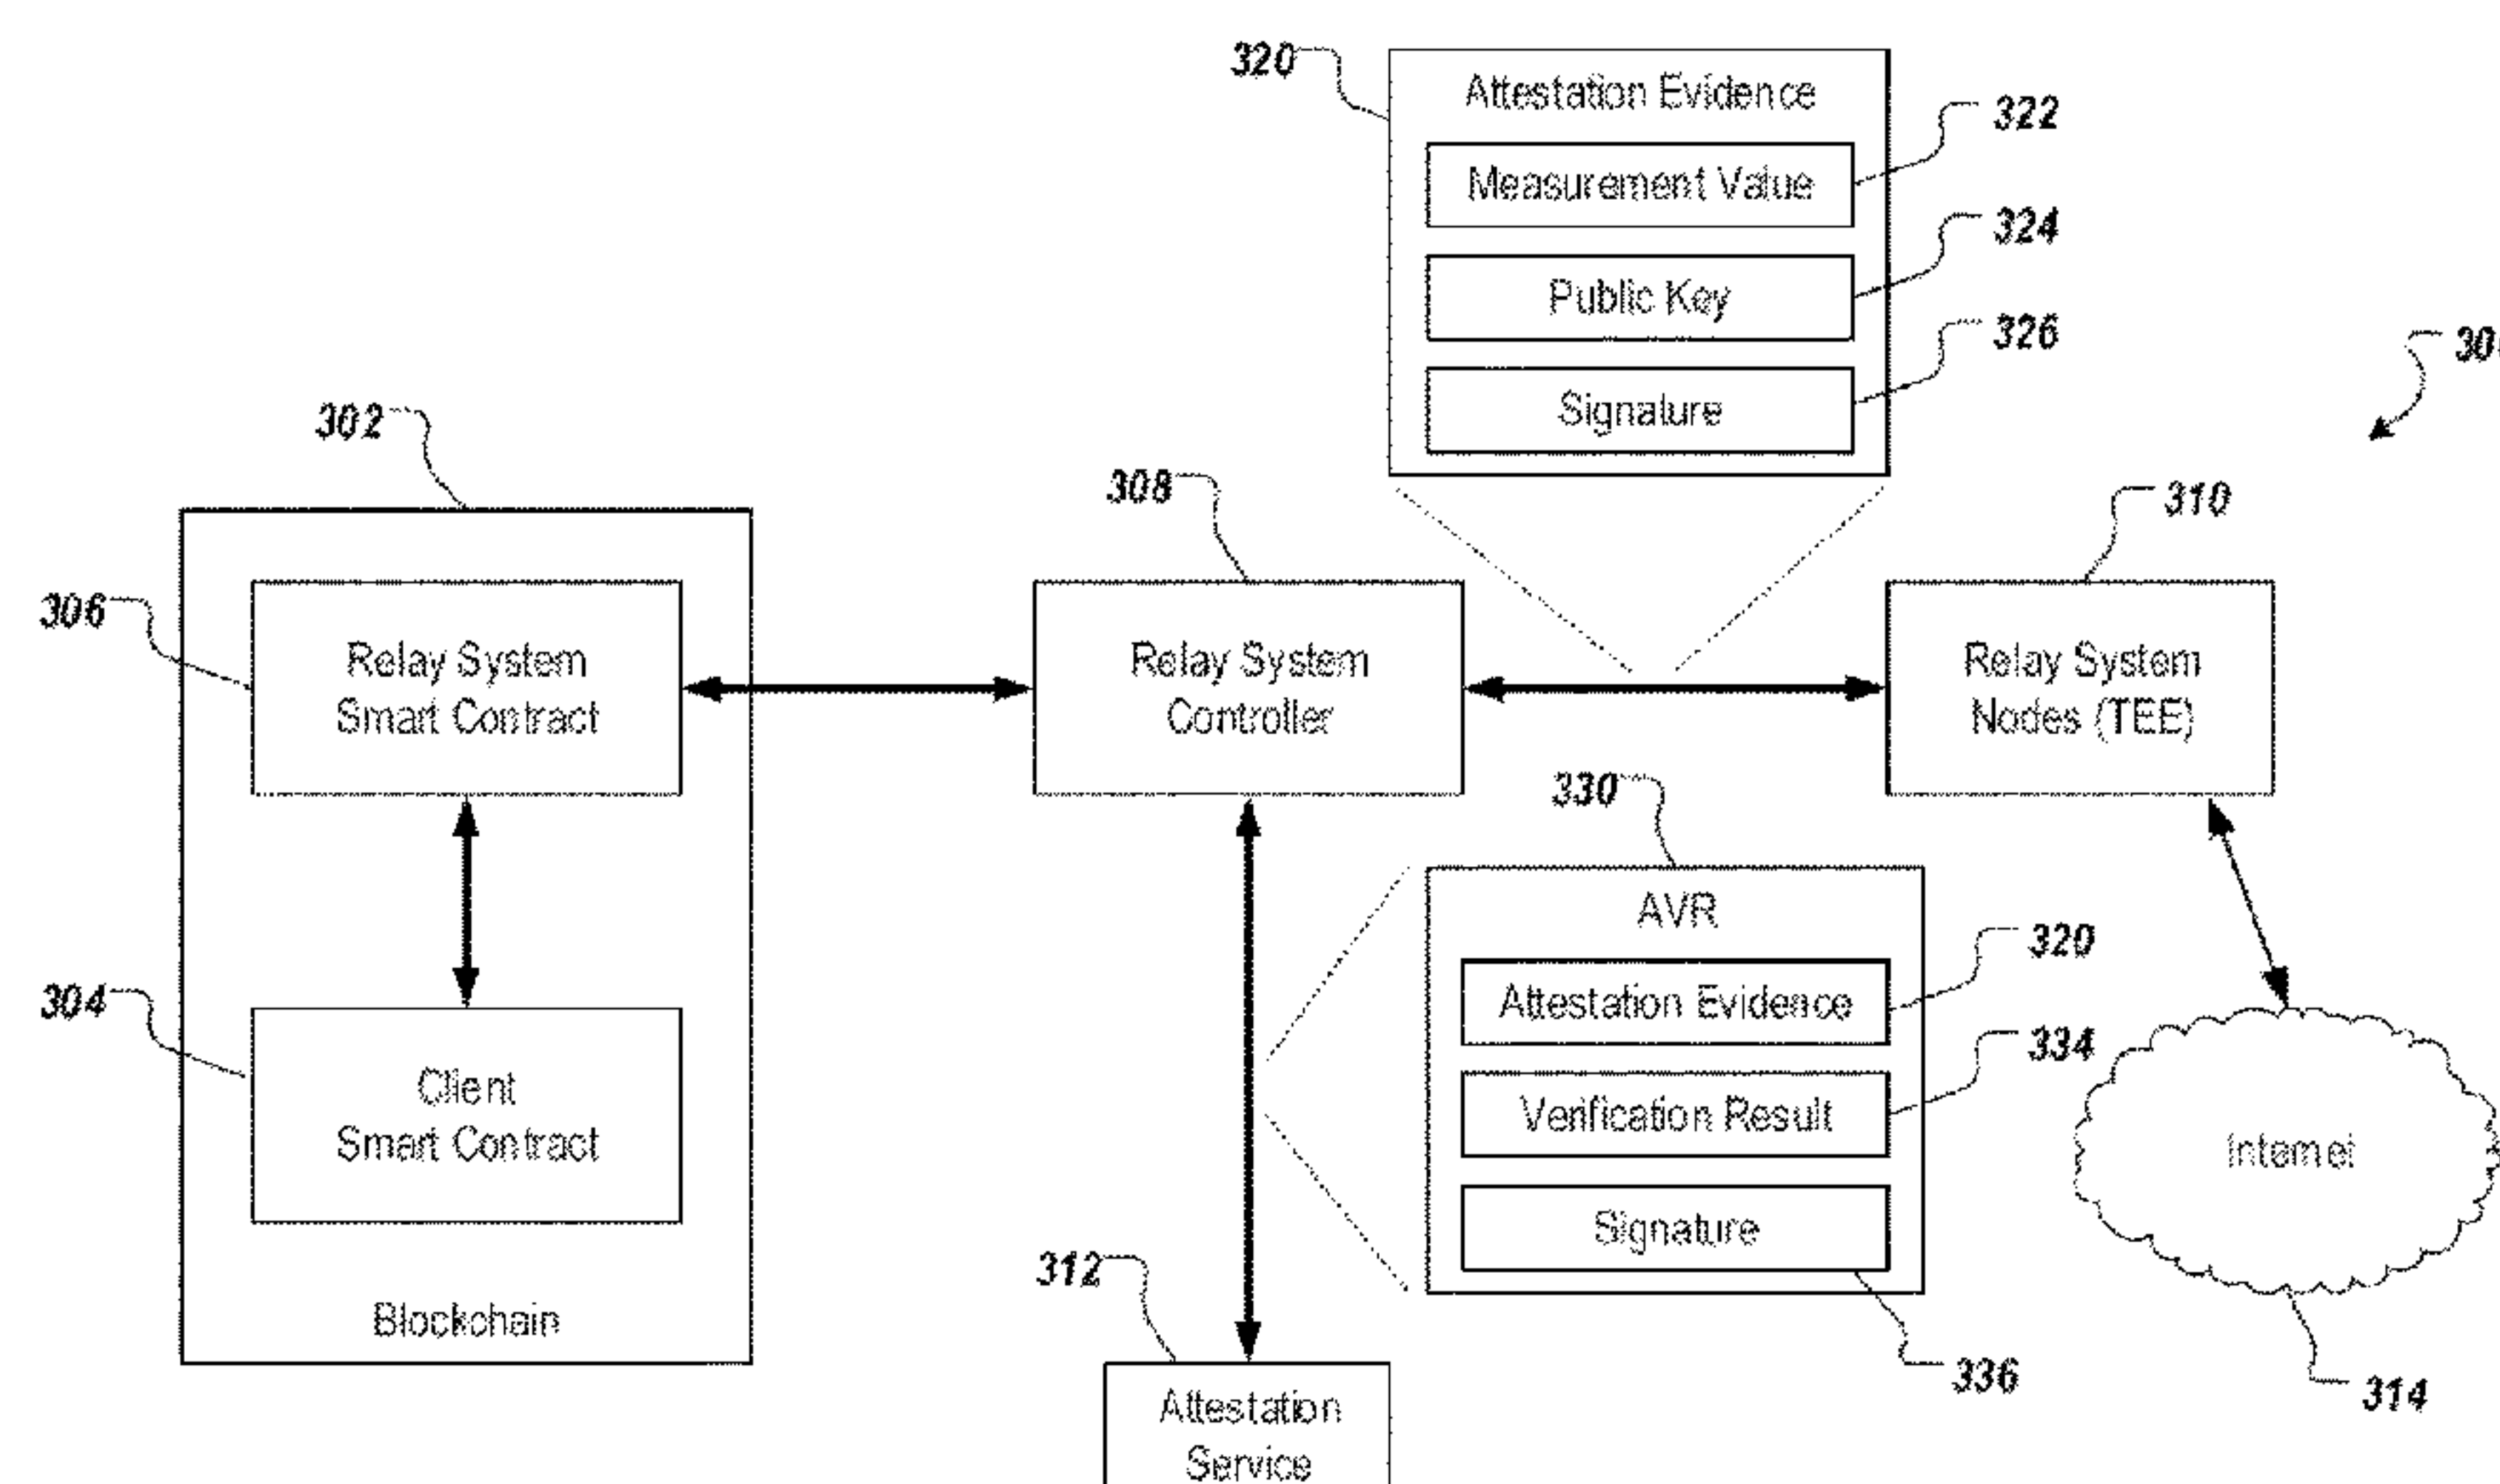 320
Attestation Evidence
322
Measurement Value
324
Public Key
326
Signature
302
308
310
306
Relay System
Smart Contract
Relay System
Controller
Relay System
Nodes (TEE)
330
AVR
320
Attestation Evidence
334
Verification Result
Signature
336
304
Client
Smart Contract
Blockchain
Internet
314
312
Attestation
Service